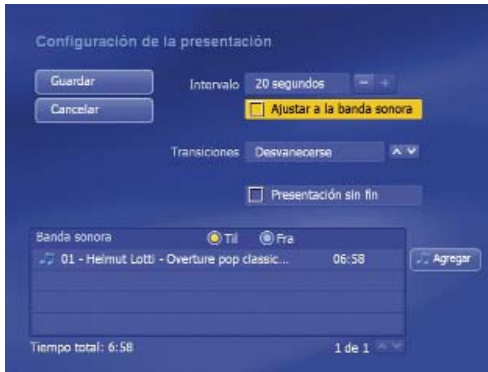 Configuración de la presentación
Guardar
Intervalo 20 segundos − +
Cancelar
Ajustar a la banda sonora
Transiciones Desvanecerse
Presentación sin fin
Banda sonora Til Fra
01 - Helmut Lotti - Overture pop classic... 06:58
Agregar
Tiempo total: 6:58 1 de 1